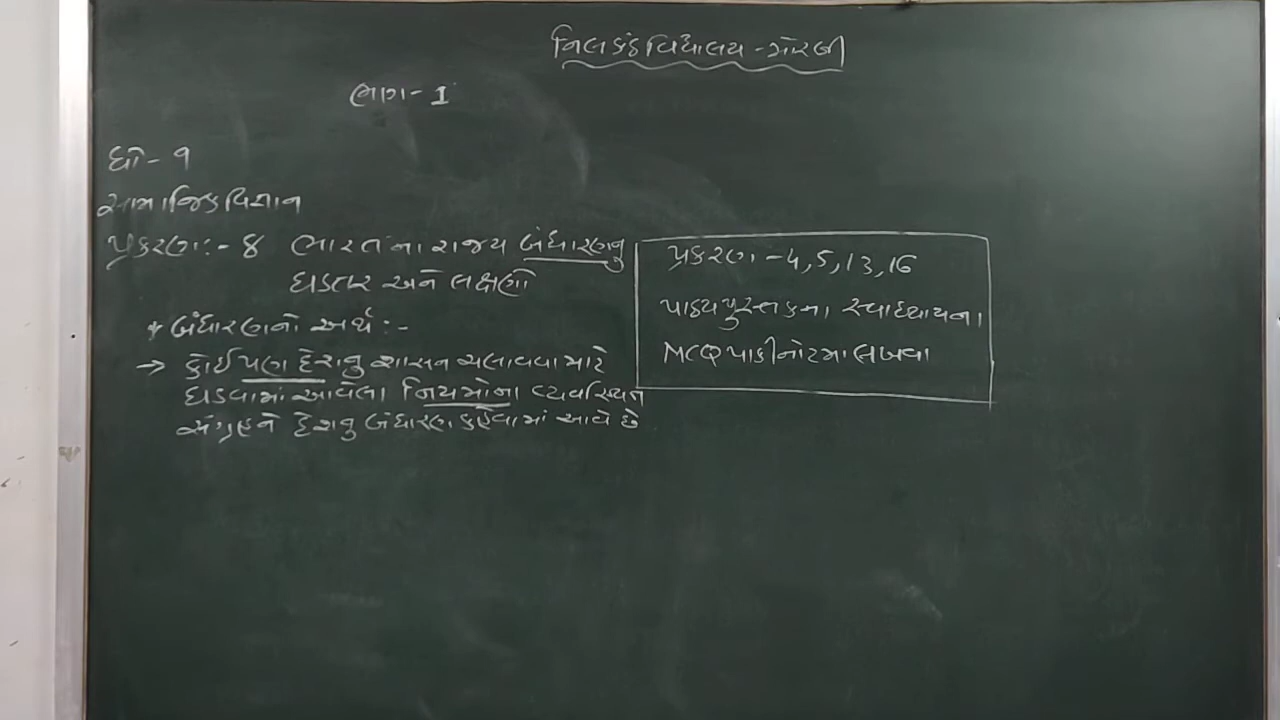 નિલકંઠ વિદ્યાલય - મોરબી
ભાગ - 1
ધો - ૧
સામાજિક વિજ્ઞાન
પ્રકરણ :- 8 ભારતના રાજ્ય બંધારણનુ
ઘડતર અને લક્ષણો
* બંધારણનો અર્થ :-
→ કોઈ પણ દેશનુ શાસન ચલાવવા માટે
ઘડવામાં આવેલા નિયમોના વ્યવસ્થિત
સંગ્રહને દેશનુ બંધારણ કહેવામાં આવે છે
પ્રકરણ - 4, 5, 13, 16
પાઠ્યપુસ્તકના સ્વાધ્યાયના
MCQ પાકી નોટમા લખવા